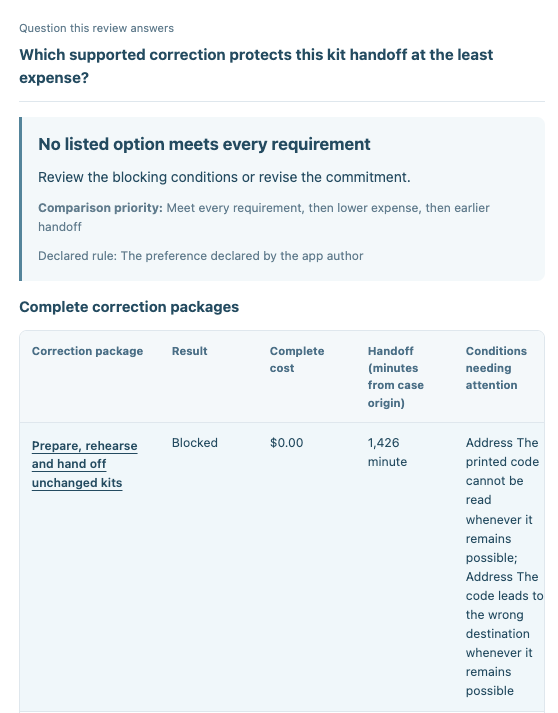 Question this review answers
Which supported correction protects this kit handoff at the least
expense?
No listed option meets every requirement
Review the blocking conditions or revise the commitment.
Comparison priority: Meet every requirement, then lower expense, then earlier
handoff
Declared rule: The preference declared by the app author
Complete correction packages
Correction package
Result
Complete
cost
Handoff
(minutes
from case
origin)
Conditions
needing
attention
Prepare, rehearse
and hand off
unchanged kits
Blocked
$0.00
1,426
minute
Address The
printed code
cannot be
read
whenever it
remains
possible;
Address The
code leads to
the wrong
destination
whenever it
remains
possible